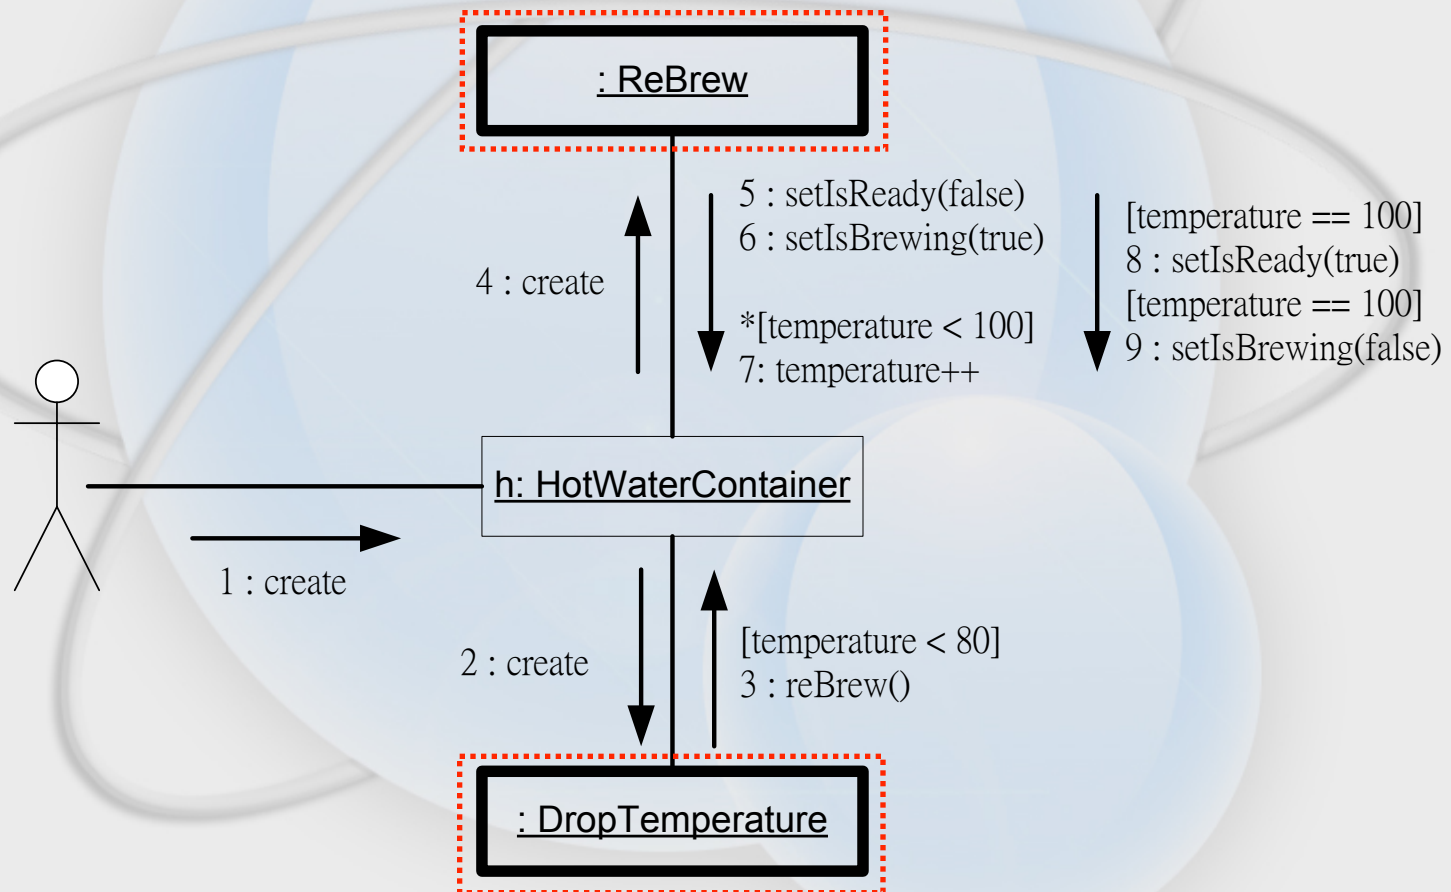 : ReBrew
5 : setIsReady(false)
6 : setIsBrewing(true)
*[temperature < 100]
7: temperature++
[temperature == 100]
8 : setIsReady(true)
[temperature == 100]
9 : setIsBrewing(false)
4 : create
h: HotWaterContainer
1 : create
2 : create
[temperature < 80]
3 : reBrew()
: DropTemperature